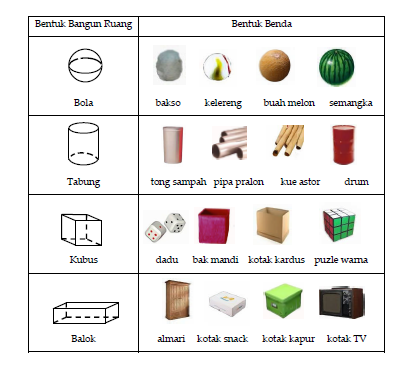 Bentuk Bangun Ruang Bentuk Benda
Bola bakso kelereng buah melon semangka
Tabung tong sampah pipa pralon kue astor drum
Kubus dadu bak mandi kotak kardus puzle warna
Balok almari kotak snack kotak kapur kotak TV